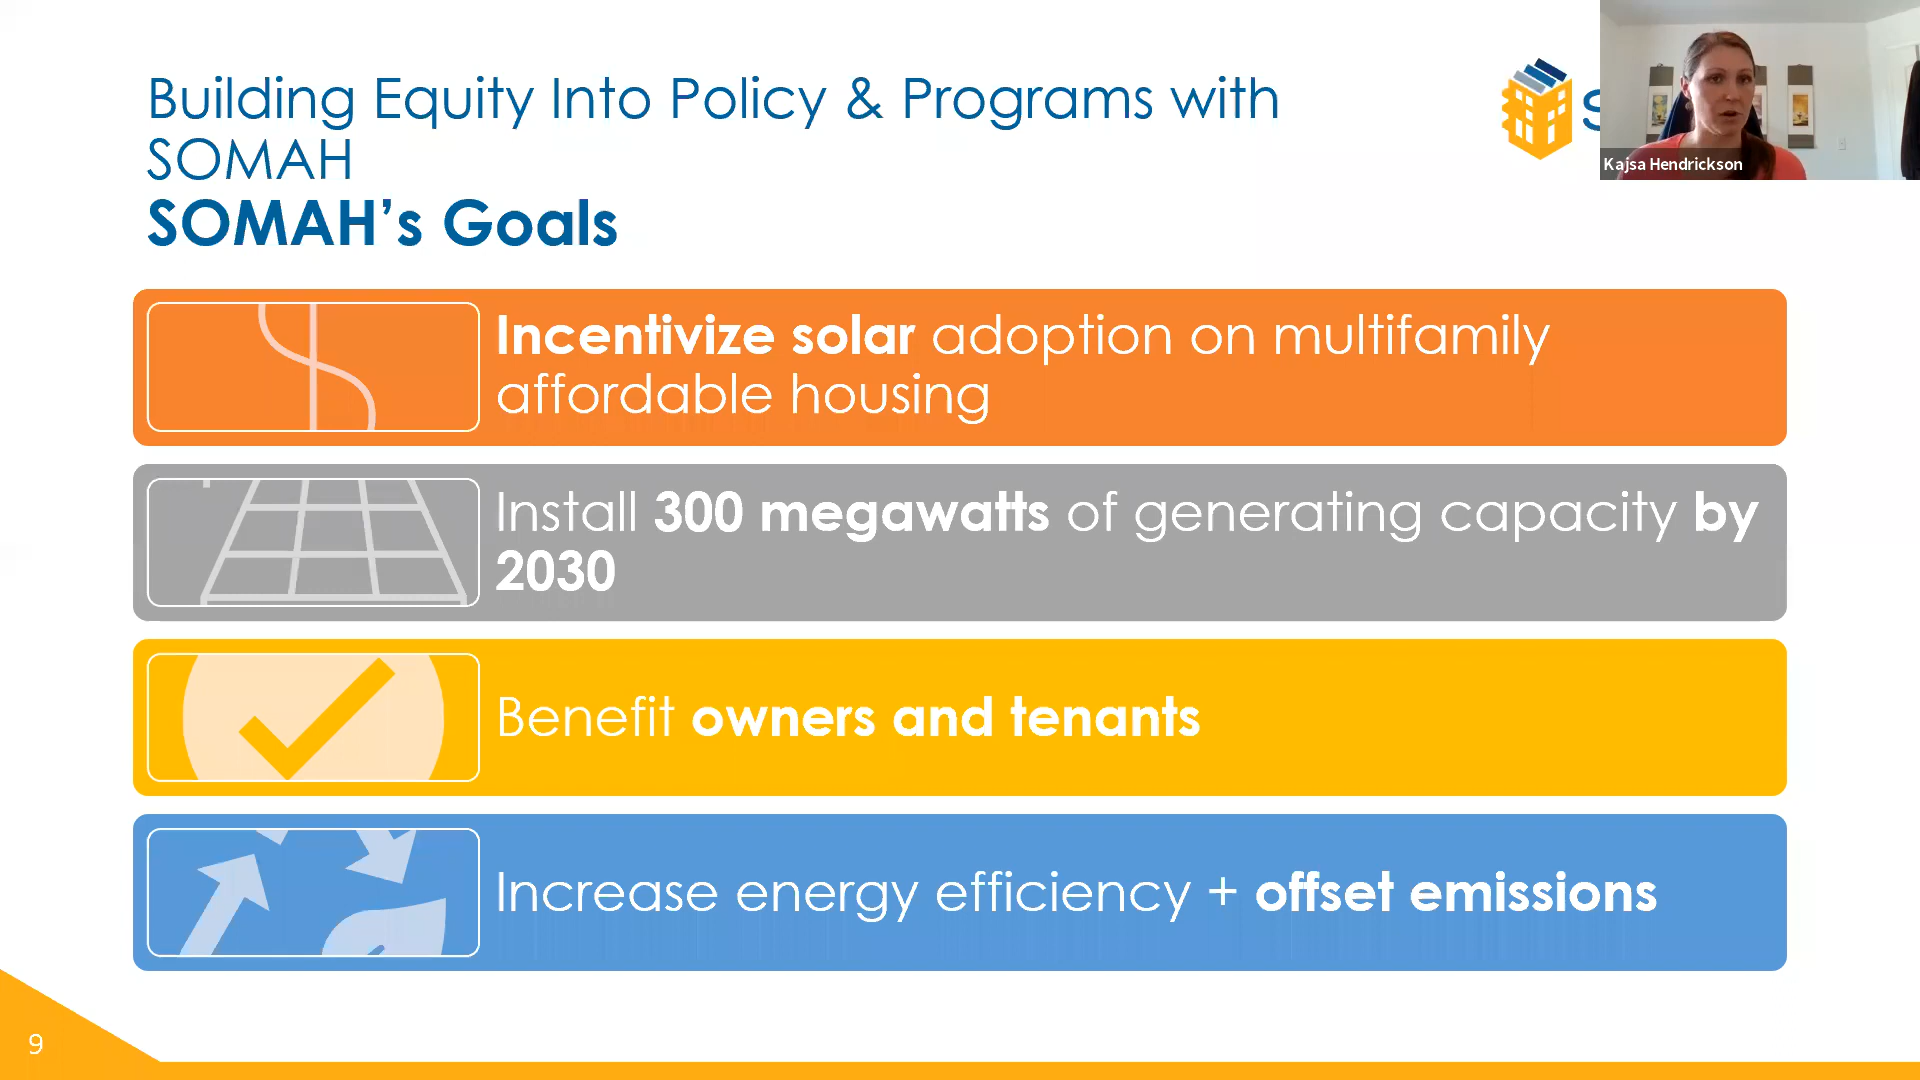 Building Equity Into Policy & Programs with
SOMAH
SOMAH’s Goals
S
Kajsa Hendrickson
Incentivize solar adoption on multifamily
affordable housing
Install 300 megawatts of generating capacity by
2030
Benefit owners and tenants
Increase energy efficiency + offset emissions
9